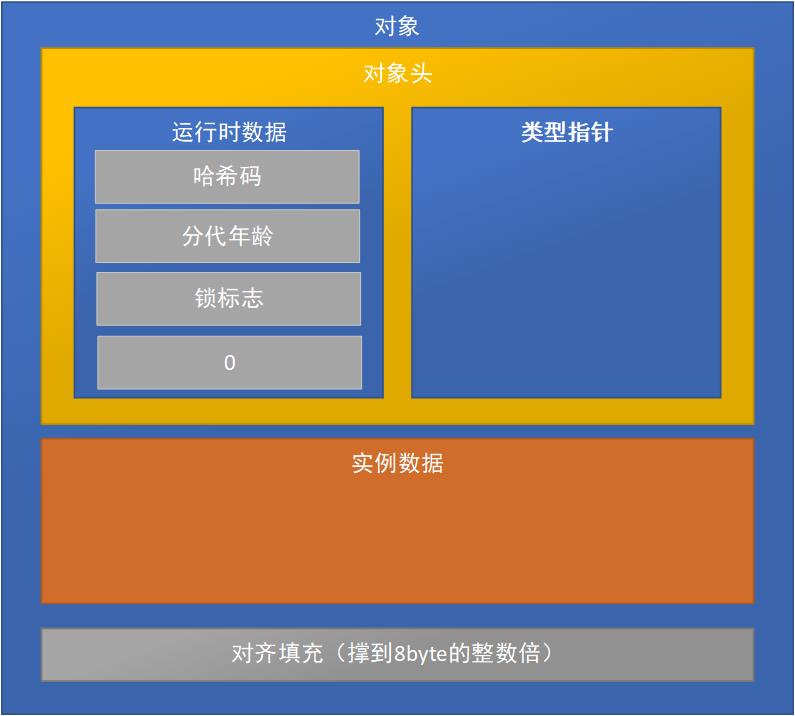 对象
对象头
运行时数据
类型指针
哈希码
分代年龄
锁标志
0
实例数据
对齐填充（撑到8byte的整数倍）